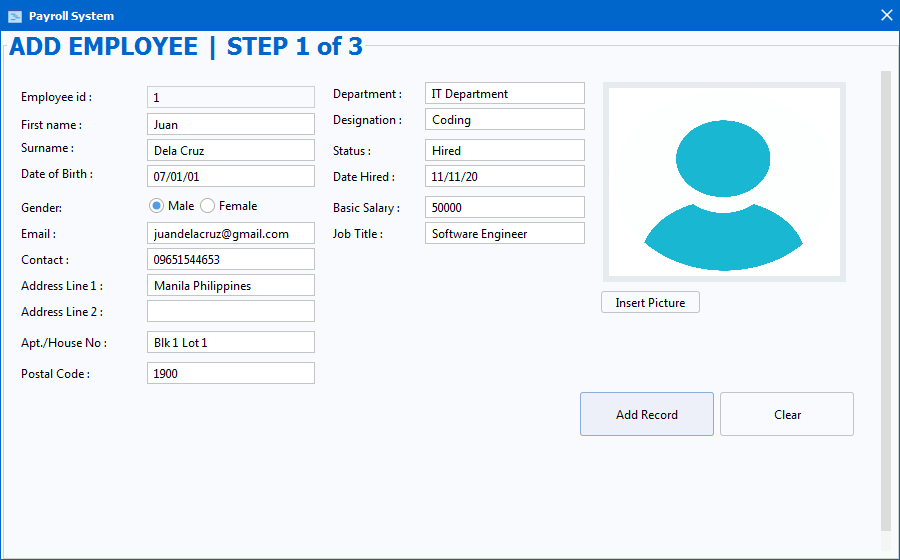 Payroll System
ADD EMPLOYEE | STEP 1 of 3
Employee id : 1
First name : Juan
Surname : Dela Cruz
Date of Birth : 07/01/01
Gender: Male Female
Email : juandelacruz@gmail.com
Contact : 09651544653
Address Line 1 : Manila Philippines
Address Line 2 :
Apt./House No : Blk 1 Lot 1
Postal Code : 1900
Department : IT Department
Designation : Coding
Status : Hired
Date Hired : 11/11/20
Basic Salary : 50000
Job Title : Software Engineer
Insert Picture
Add Record Clear